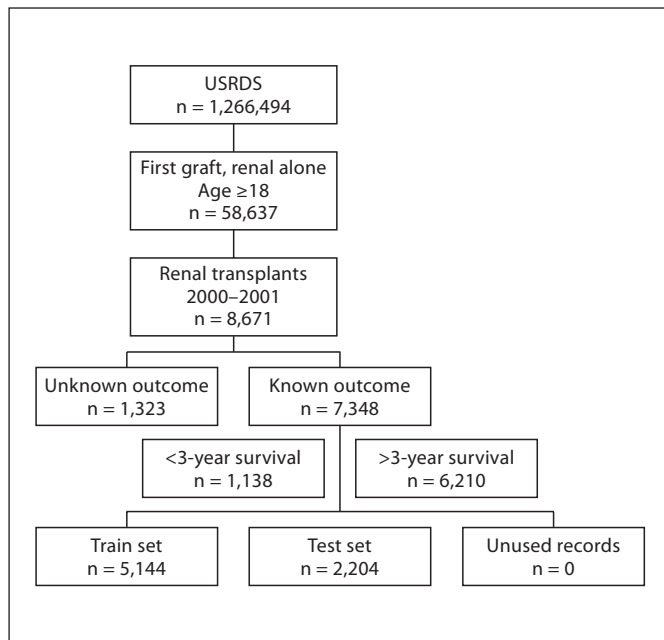 USRDS
n = 1,266,494
First graft, renal alone
Age ≥18
n = 58,637
Renal transplants
2000–2001
n = 8,671
Unknown outcome
n = 1,323
Known outcome
n = 7,348
<3-year survival
n = 1,138
>3-year survival
n = 6,210
Train set
n = 5,144
Test set
n = 2,204
Unused records
n = 0